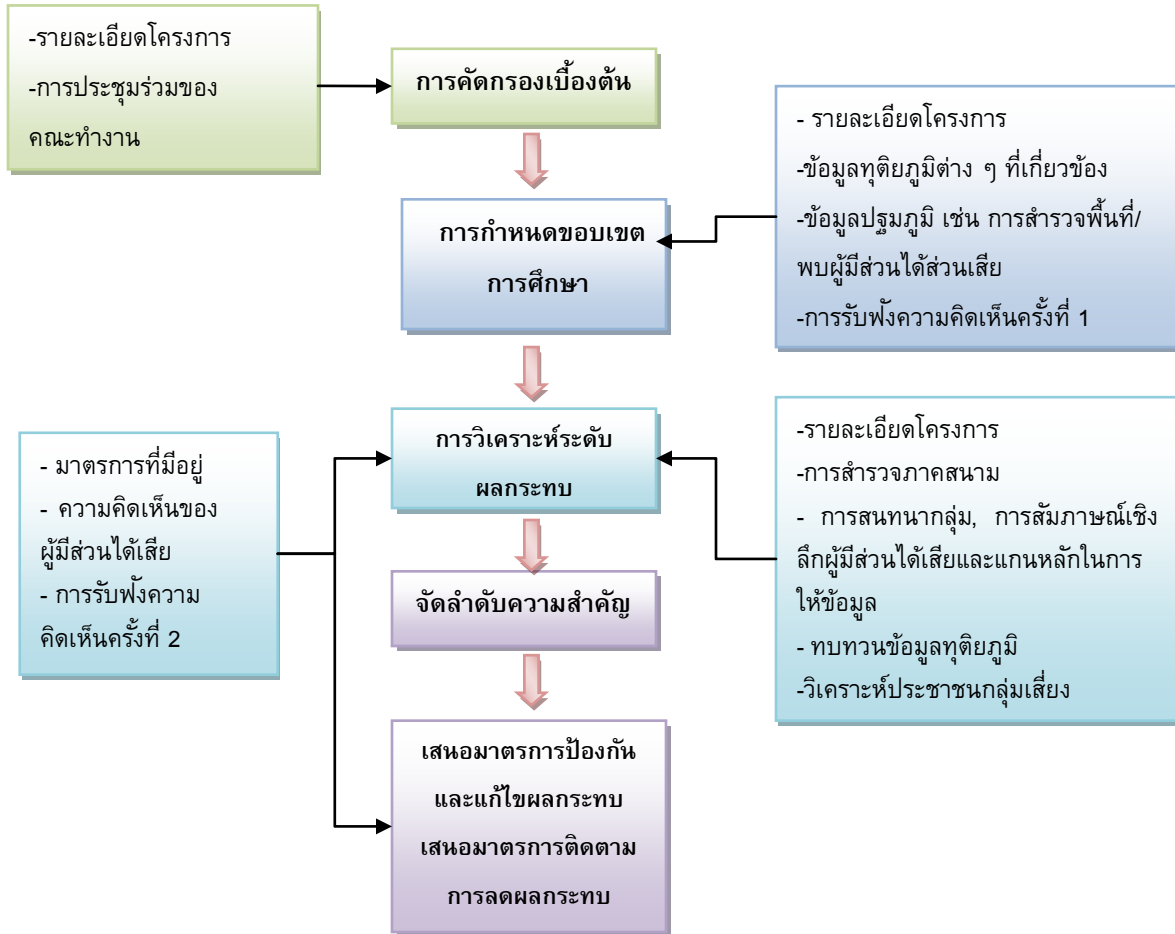 -รายละเอียดโครงการ
-การประชุมร่วมของ
คณะทำงาน
การคัดกรองเบื้องต้น
- รายละเอียดโครงการ
-ข้อมูลทุติยภูมิต่าง ๆ ที่เกี่ยวข้อง
-ข้อมูลปฐมภูมิ เช่น การสำรวจพื้นที่/
พบผู้มีส่วนได้ส่วนเสีย
-การรับฟังความคิดเห็นครั้งที่ 1
การกำหนดขอบเขต
การศึกษา
การวิเคราะห์ระดับ
ผลกระทบ
- มาตรการที่มีอยู่
- ความคิดเห็นของ
ผู้มีส่วนได้เสีย
- การรับฟังความ
คิดเห็นครั้งที่ 2
-รายละเอียดโครงการ
-การสำรวจภาคสนาม
- การสนทนากลุ่ม, การสัมภาษณ์เชิง
ลึกผู้มีส่วนได้เสียและแกนหลักในการ
ให้ข้อมูล
- ทบทวนข้อมูลทุติยภูมิ
-วิเคราะห์ประชาชนกลุ่มเสี่ยง
จัดลำดับความสำคัญ
เสนอมาตรการป้องกัน
และแก้ไขผลกระทบ
เสนอมาตรการติดตาม
การลดผลกระทบ